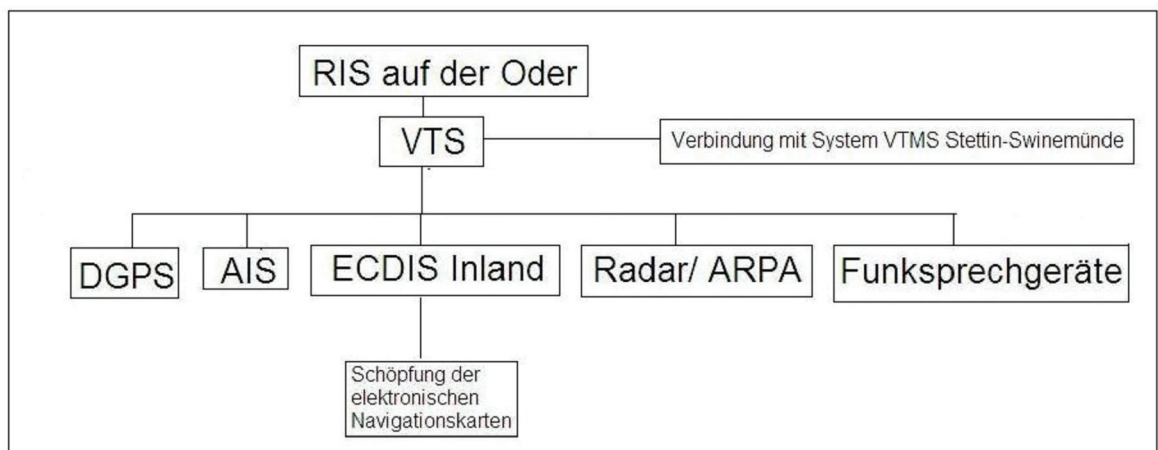 RIS auf der Oder
VTS
Verbindung mit System VTMS Stettin-Swinemünde
DGPS
AIS
ECDIS Inland
Radar/ ARPA
Funksprechgeräte
Schöpfung der
elektronischen
Navigationskarten